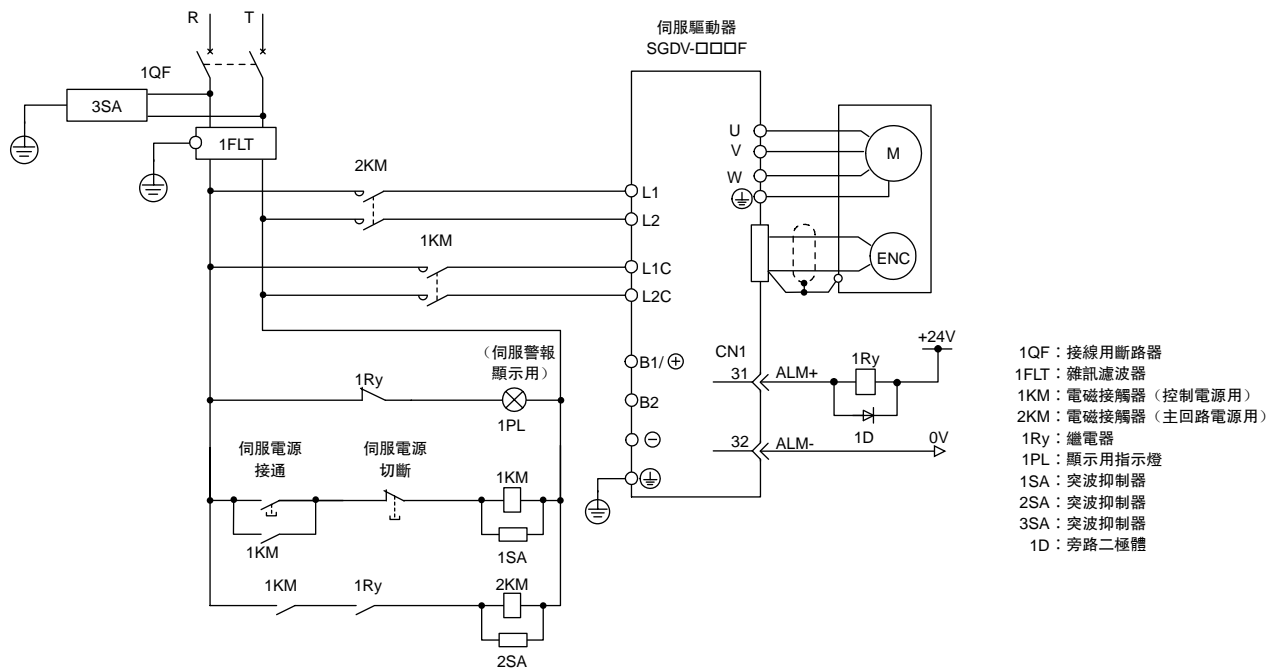 R
T
伺服驅動器
SGDV-□□□F
1QF
3SA
1FLT
2KM
L1
L2
1KM
L1C
L2C
U
V
W
M
ENC
(伺服警報
顯示用)
1Ry
1PL
B1/⊕
B2
⊖
CN1
31
ALM+
1Ry
+24V
1D
32
ALM-
0V
伺服電源
接通
伺服電源
切斷
1KM
1KM
1SA
1KM
1Ry
2KM
2SA
1QF：接線用斷路器
1FLT：雜訊濾波器
1KM：電磁接觸器（控制電源用）
2KM：電磁接觸器（主回路電源用）
1Ry：繼電器
1PL：顯示用指示燈
1SA：突波抑制器
2SA：突波抑制器
3SA：突波抑制器
1D：旁路二極體